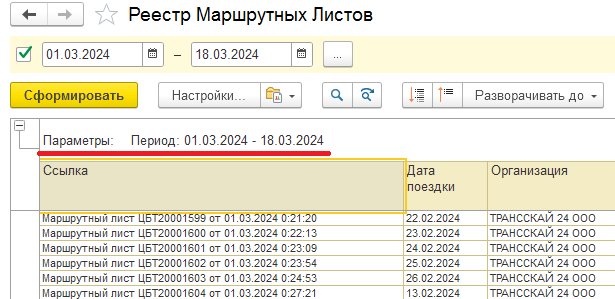 Реестр Маршрутных Листов
01.03.2024 – 18.03.2024 ...
Сформировать Настройки... Разворачивать до
Параметры: Период: 01.03.2024 - 18.03.2024
Ссылка Дата поездки Организация
Маршрутный лист ЦБТ20001599 от 01.03.2024 0:21:20 22.02.2024 ТРАНССКАЙ 24 ООО
Маршрутный лист ЦБТ20001600 от 01.03.2024 0:22:13 23.02.2024 ТРАНССКАЙ 24 ООО
Маршрутный лист ЦБТ20001601 от 01.03.2024 0:23:09 24.02.2024 ТРАНССКАЙ 24 ООО
Маршрутный лист ЦБТ20001602 от 01.03.2024 0:23:54 25.02.2024 ТРАНССКАЙ 24 ООО
Маршрутный лист ЦБТ20001603 от 01.03.2024 0:24:53 26.02.2024 ТРАНССКАЙ 24 ООО
Маршрутный лист ЦБТ20001604 от 01.03.2024 0:27:21 13.02.2024 ТРАНССКАЙ 24 ООО